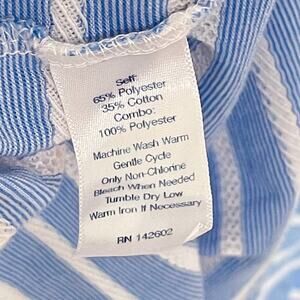 Self:
65% Polyester
35% Cotton
Combo:
100% Polyester
Machine Wash Warm
Gentle Cycle
Only Non-Chlorine
Bleach When Needed
Tumble Dry Low
Warm Iron If Necessary
RN 142602